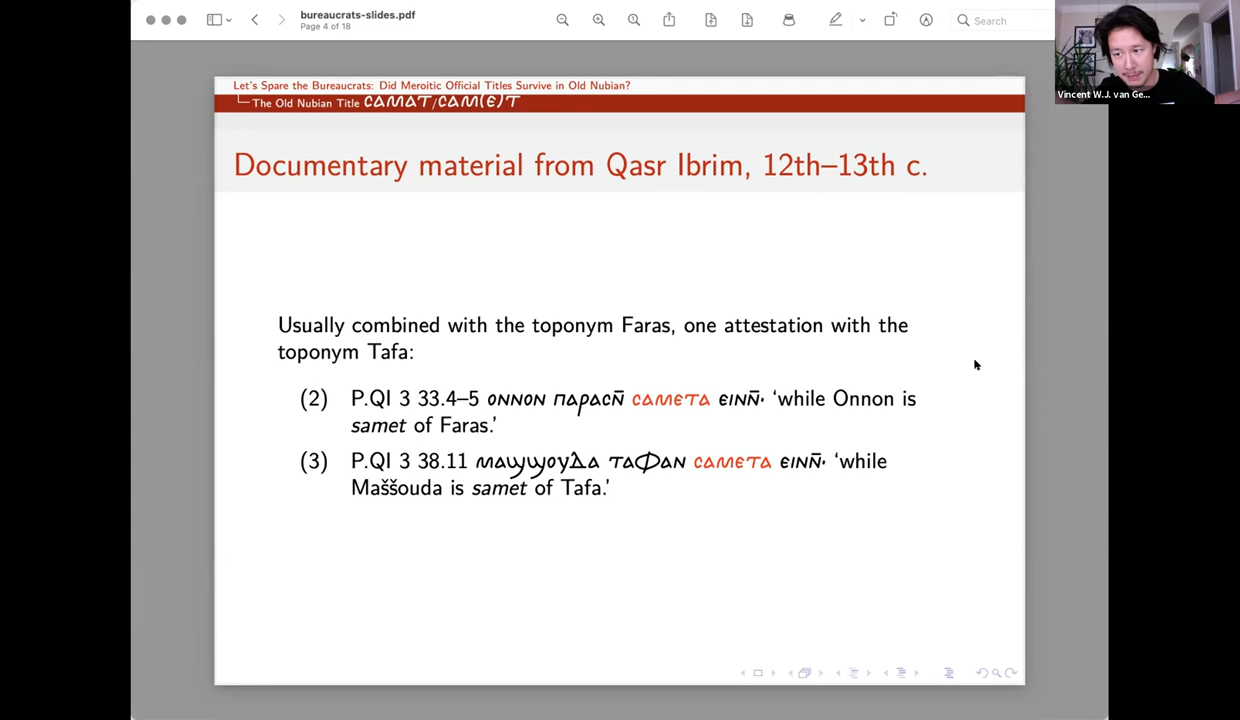 bureaucrats-slides.pdf
Page 4 of 18
Search
Vincent W.J. van Ge...
Let's Spare the Bureaucrats: Did Meroitic Official Titles Survive in Old Nubian?
The Old Nubian Title ⲥⲁⲙⲁⲧ/ⲥⲁⲙ(ⲉ)ⲧ
Documentary material from Qasr Ibrim, 12th–13th c.
Usually combined with the toponym Faras, one attestation with the
toponym Tafa:
(2) P.QI 3 33.4–5 ⲟⲛⲛⲟⲛ ⲡⲁⲣⲁⲥⲛ̄ ⲥⲁⲙⲉⲧⲁ ⲉⲓⲛⲛ̄· ‘while Onnon is
samet of Faras.’
(3) P.QI 3 38.11 ⲙⲁϣϣⲟⲩⲇⲁ ⲧⲁⲫⲁⲛ ⲥⲁⲙⲉⲧⲁ ⲉⲓⲛⲛ̄· ‘while
Maššouda is samet of Tafa.’